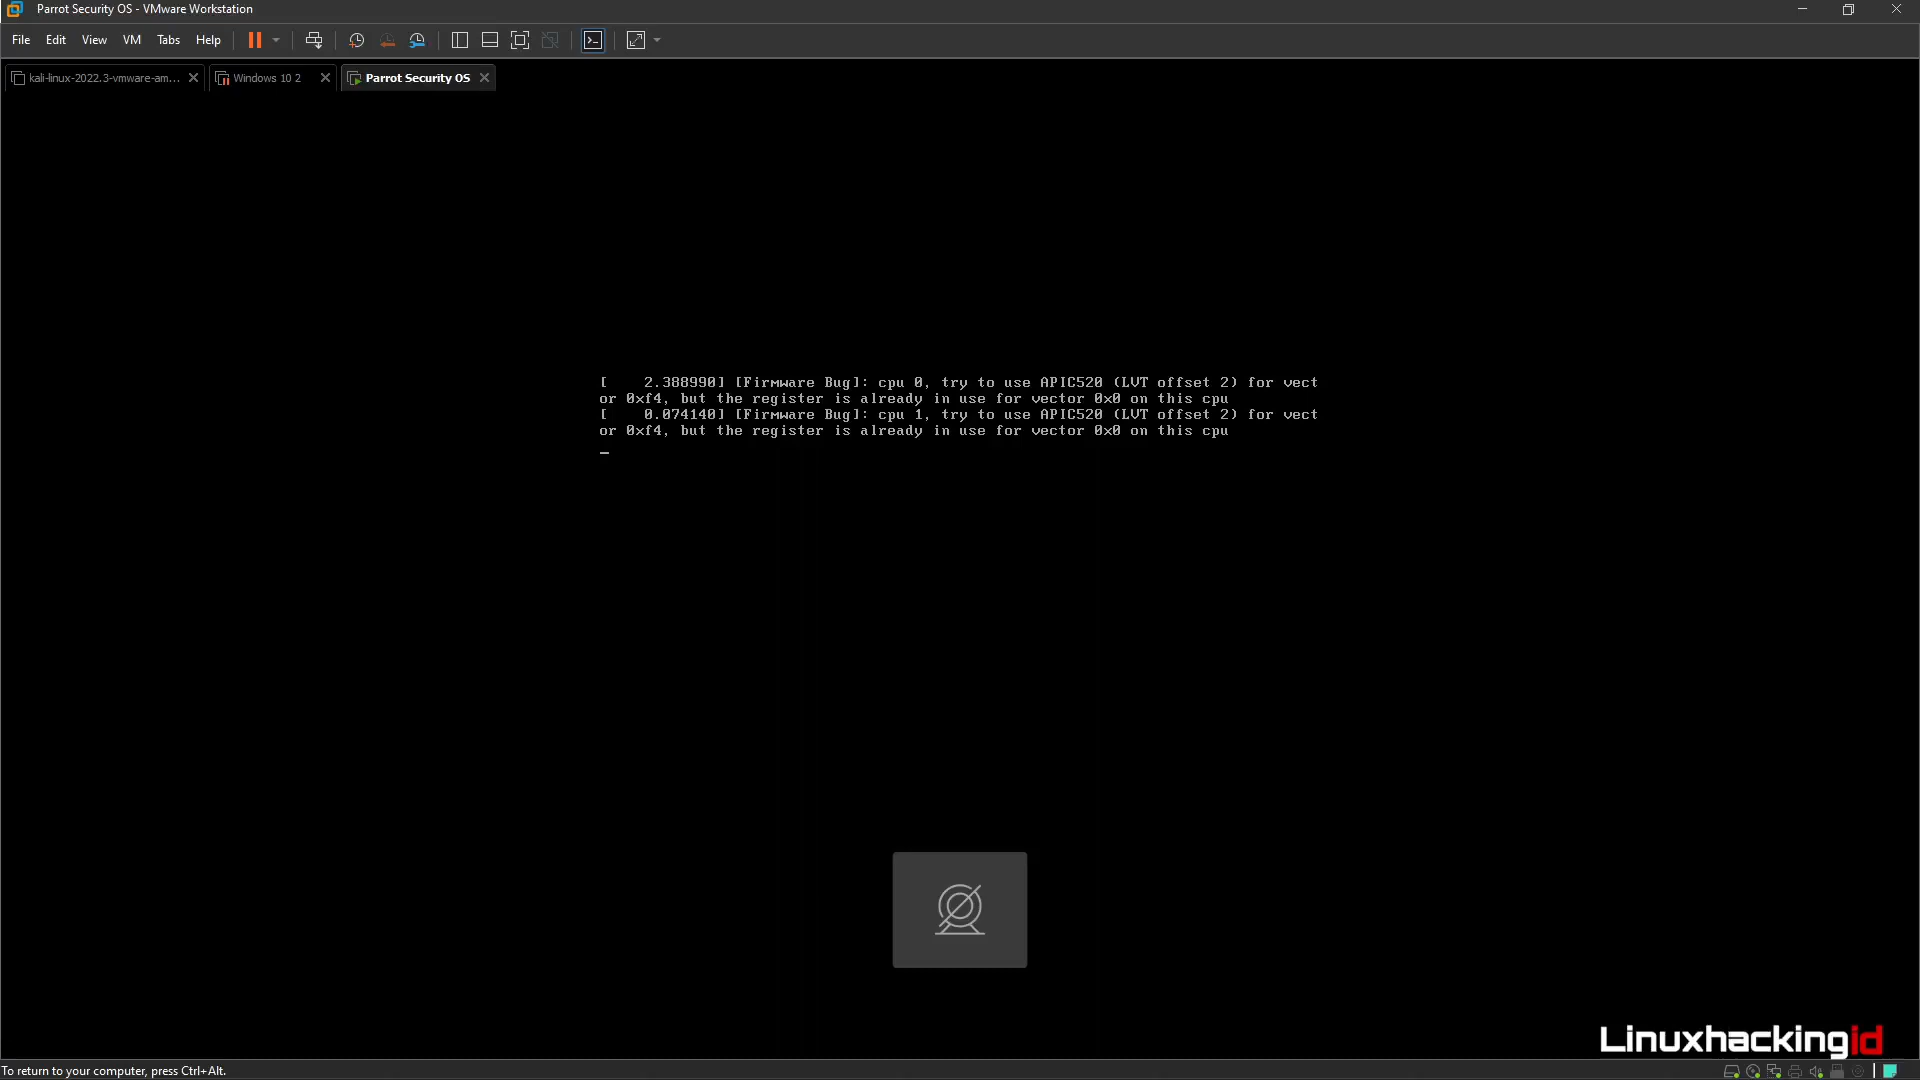 Parrot Security OS - VMware Workstation
File Edit View VM Tabs Help
kali-linux-2022.3-vmware-am... Windows 10 2 Parrot Security OS
[    2.388990] [Firmware Bug]: cpu 0, try to use APIC520 (LVT offset 2) for vect
or 0xf4, but the register is already in use for vector 0x0 on this cpu
[    0.074140] [Firmware Bug]: cpu 1, try to use APIC520 (LVT offset 2) for vect
or 0xf4, but the register is already in use for vector 0x0 on this cpu
_
Linuxhackingid
To return to your computer, press Ctrl+Alt.